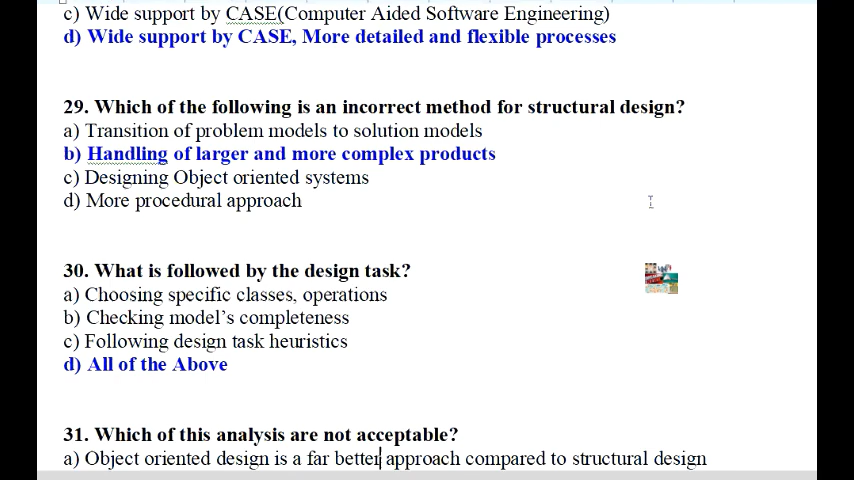 c) Wide support by CASE(Computer Aided Software Engineering)
d) Wide support by CASE, More detailed and flexible processes
29. Which of the following is an incorrect method for structural design?
a) Transition of problem models to solution models
b) Handling of larger and more complex products
c) Designing Object oriented systems
d) More procedural approach
30. What is followed by the design task?
a) Choosing specific classes, operations
b) Checking model’s completeness
c) Following design task heuristics
d) All of the Above
31. Which of this analysis are not acceptable?
a) Object oriented design is a far better approach compared to structural design